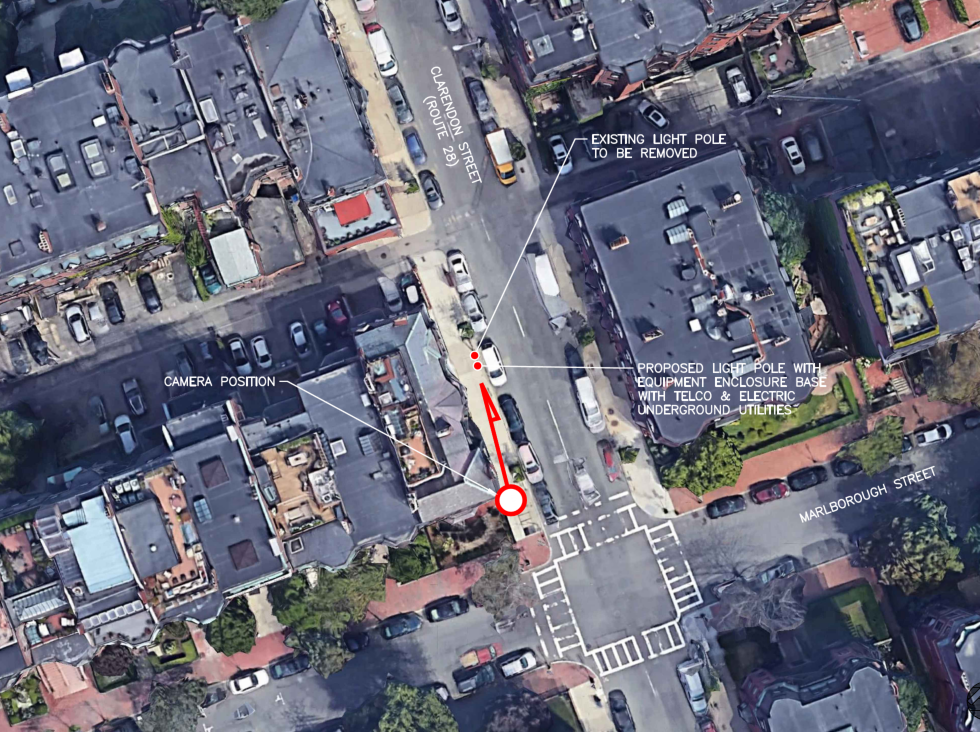 CLARENDON STREET
(ROUTE 28)
EXISTING LIGHT POLE
TO BE REMOVED
CAMERA POSITION
PROPOSED LIGHT POLE WITH
EQUIPMENT ENCLOSURE BASE
WITH TELCO & ELECTRIC
UNDERGROUND UTILITIES
MARLBOROUGH STREET